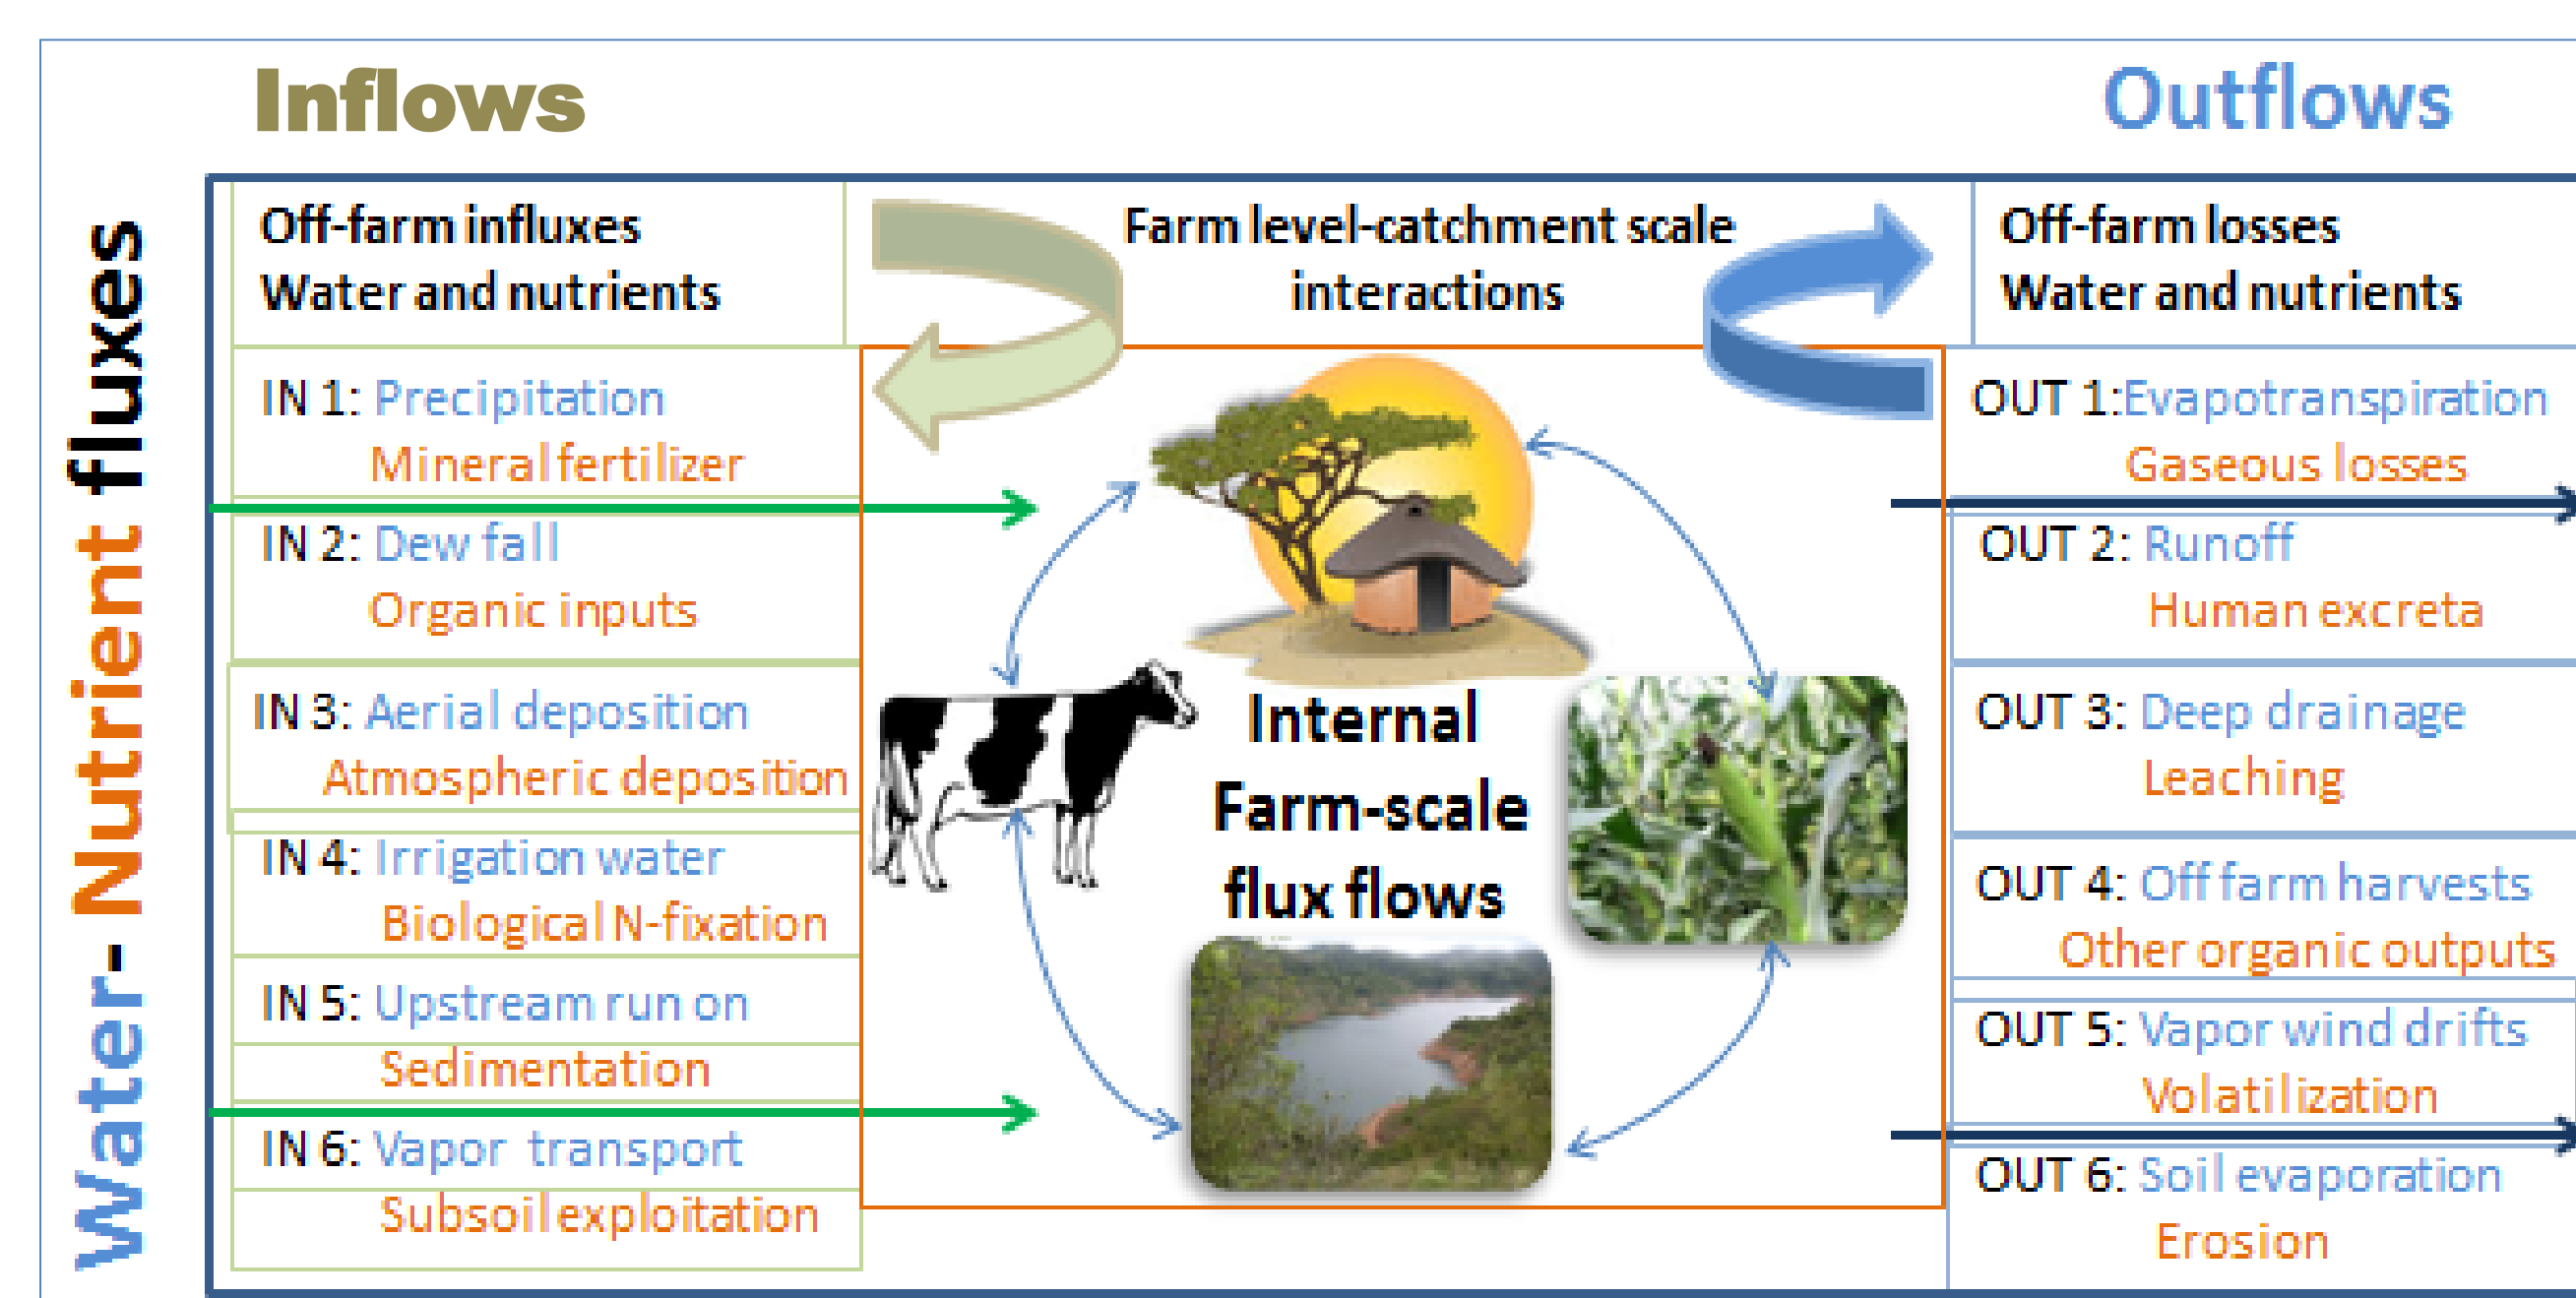 Inflows
Outflows
Water- Nutrient fluxes
Off-farm influxes
Water and nutrients
Farm level-catchment scale
interactions
Off-farm losses
Water and nutrients
IN 1: Precipitation
Mineral fertilizer
IN 2: Dew fall
Organic inputs
IN 3: Aerial deposition
Atmospheric deposition
IN 4: Irrigation water
Biological N-fixation
IN 5: Upstream run on
Sedimentation
IN 6: Vapor transport
Subsoil exploitation
Internal
Farm-scale
flux flows
OUT 1:Evapotranspiration
Gaseous losses
OUT 2: Runoff
Human excreta
OUT 3: Deep drainage
Leaching
OUT 4: Off farm harvests
Other organic outputs
OUT 5: Vapor wind drifts
Volatilization
OUT 6: Soil evaporation
Erosion